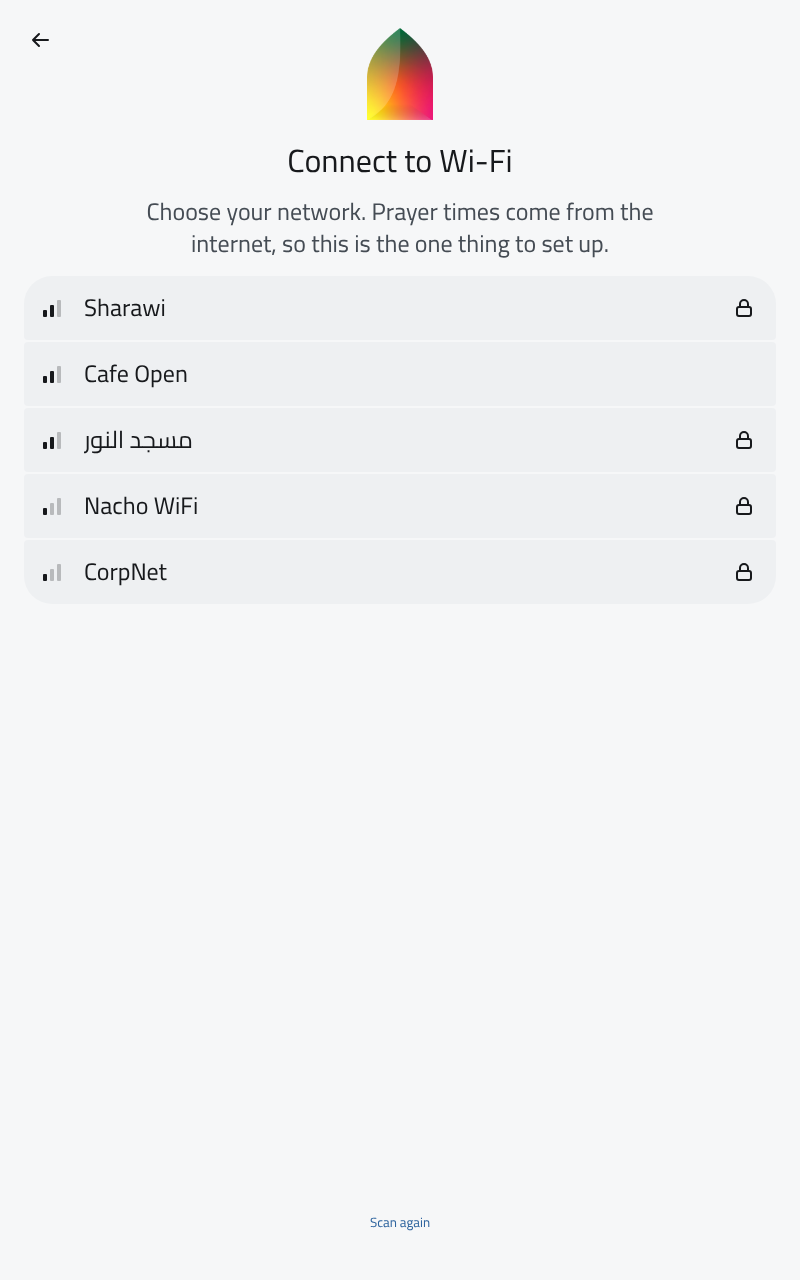 Connect to Wi-Fi
Choose your network. Prayer times come from the
internet, so this is the one thing to set up.
Sharawi
Cafe Open
مسجد النور
Nacho WiFi
CorpNet
Scan again